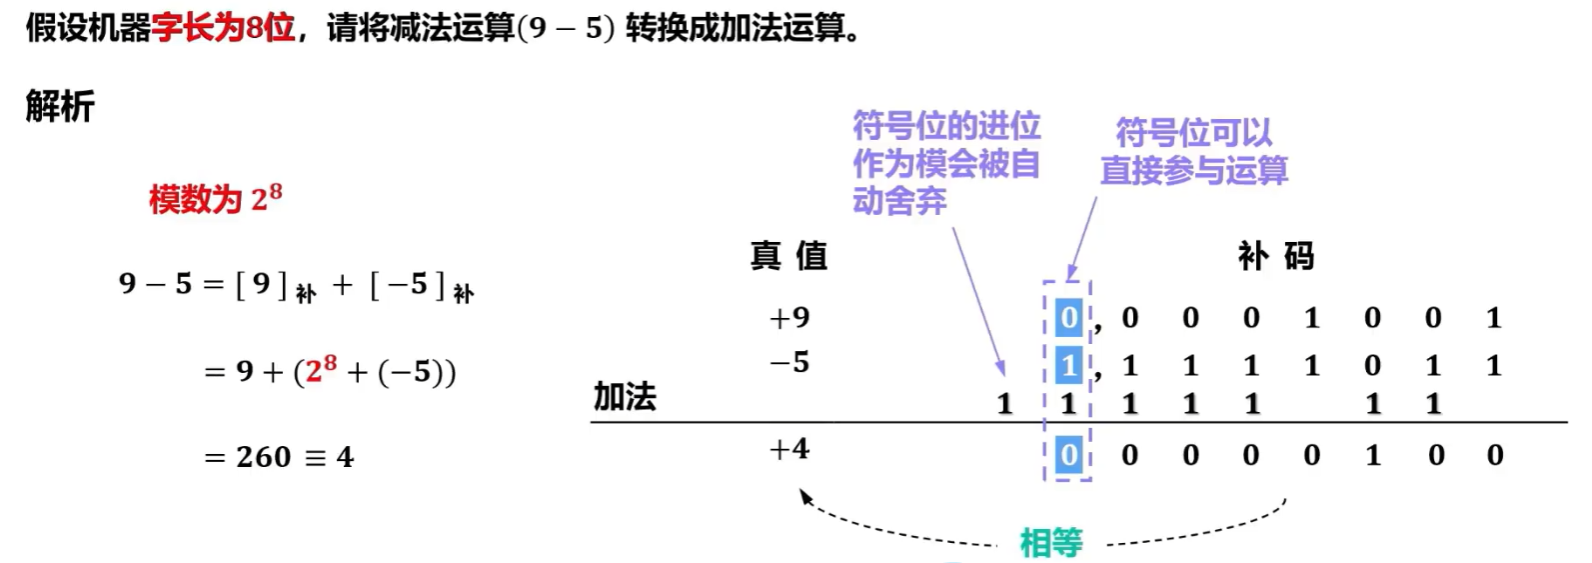 假设机器字长为8位，请将减法运算(9 − 5) 转换成加法运算。
解析
符号位的进位
作为模会被自
动舍弃
符号位可以
直接参与运算
模数为 2⁸
真 值 补 码
9 − 5 = [ 9 ]补 + [ −5 ]补
+9 0, 0 0 0 1 0 0 1
−5 1, 1 1 1 1 0 1 1
= 9 + (2⁸ + (−5))
加法 1 1 1 1 1 1 1
= 260 ≡ 4
+4 0 0 0 0 0 1 0 0
相等